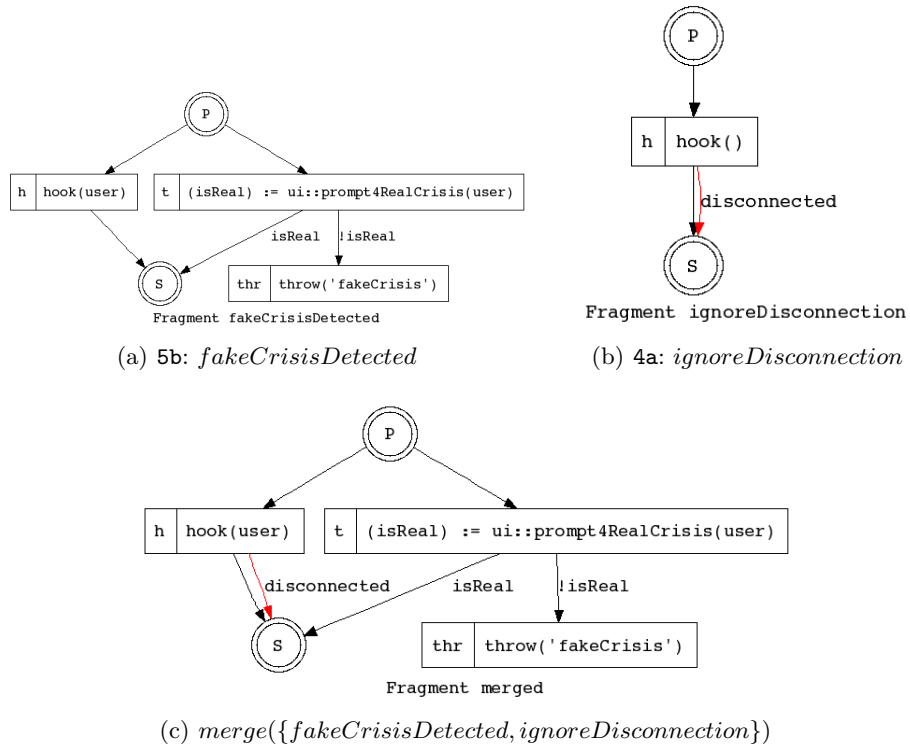 P
h hook(user)
t (isReal) := ui::prompt4RealCrisis(user)
isReal
!isReal
S
thr throw('fakeCrisis')
Fragment fakeCrisisDetected
(a) 5b: fakeCrisisDetected
P
h hook()
disconnected
S
Fragment ignoreDisconnection
(b) 4a: ignoreDisconnection
P
h hook(user)
t (isReal) := ui::prompt4RealCrisis(user)
disconnected
isReal
!isReal
S
thr throw('fakeCrisis')
Fragment merged
(c) merge({fakeCrisisDetected, ignoreDisconnection})